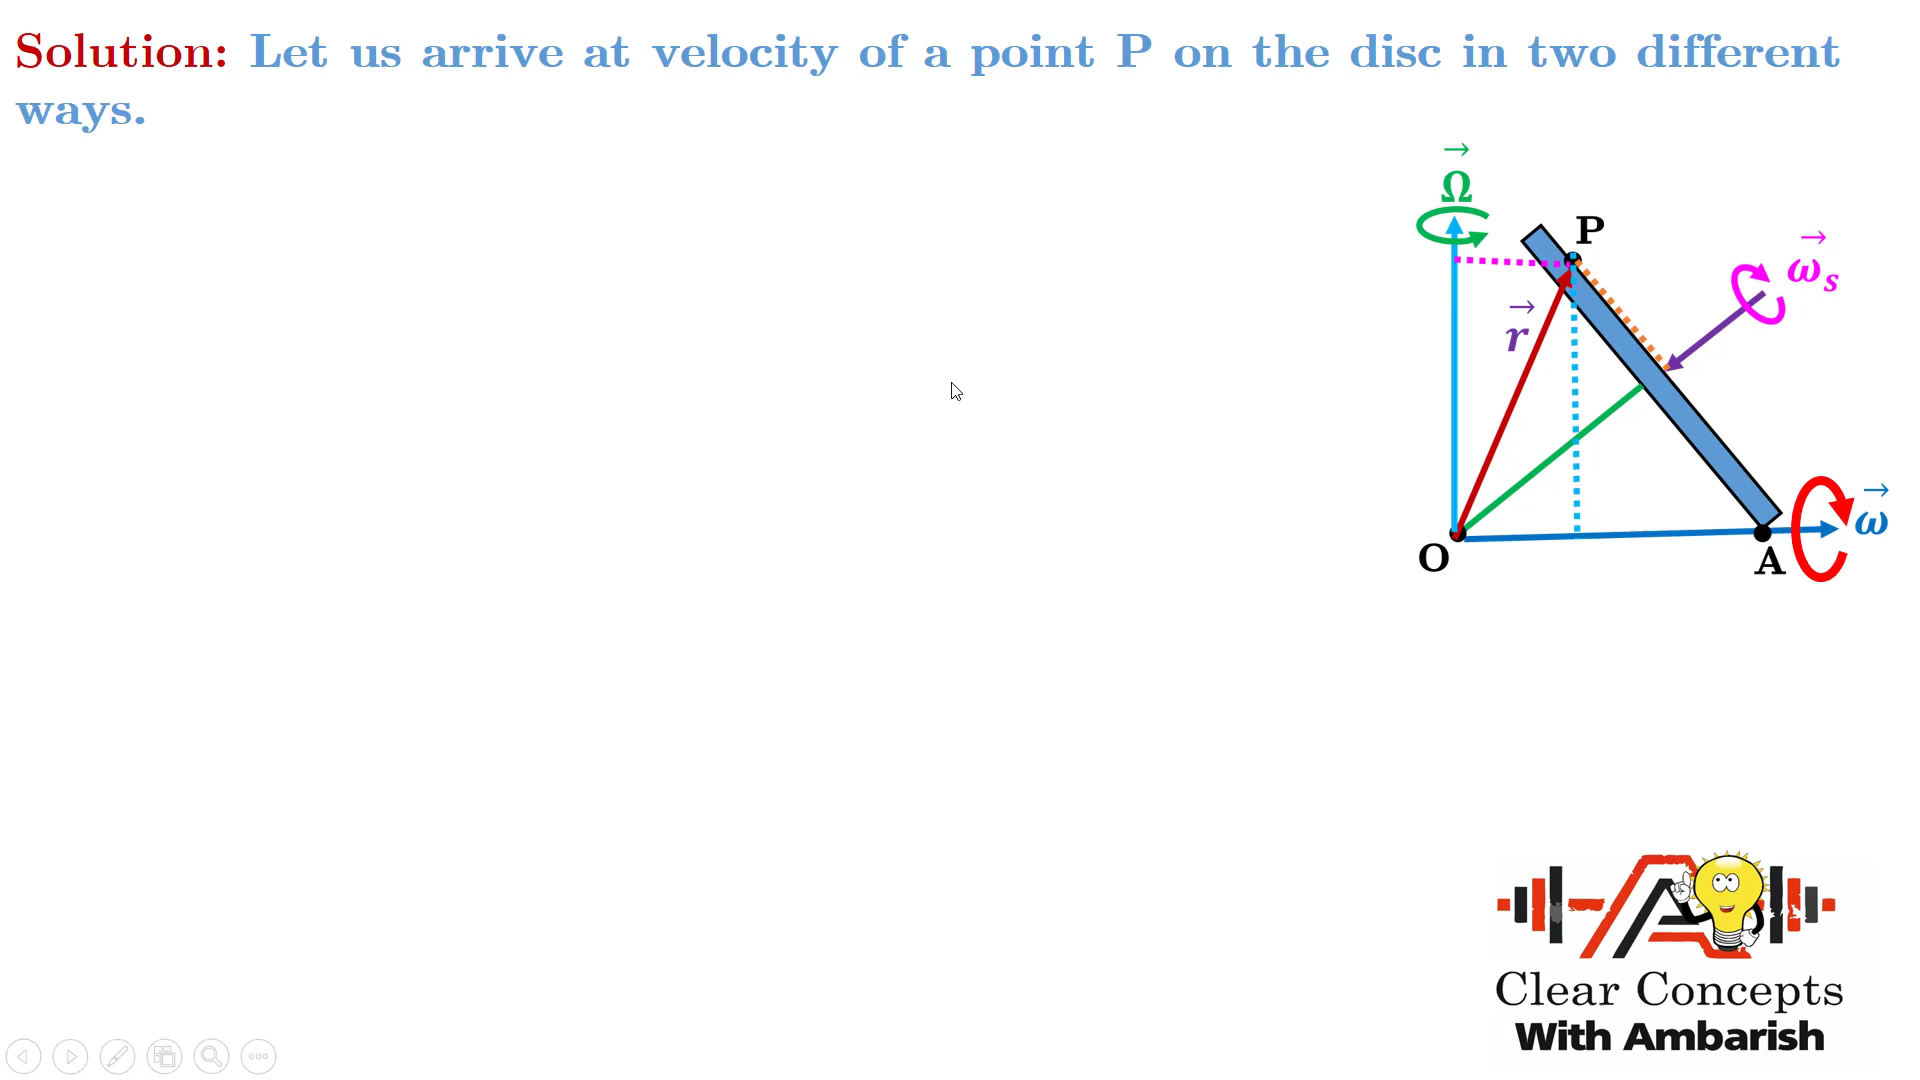 Solution: Let us arrive at velocity of a point P on the disc in two different
ways.
Ω⃗
P
ω⃗ₛ
r⃗
ω⃗
O
A
Clear Concepts
With Ambarish